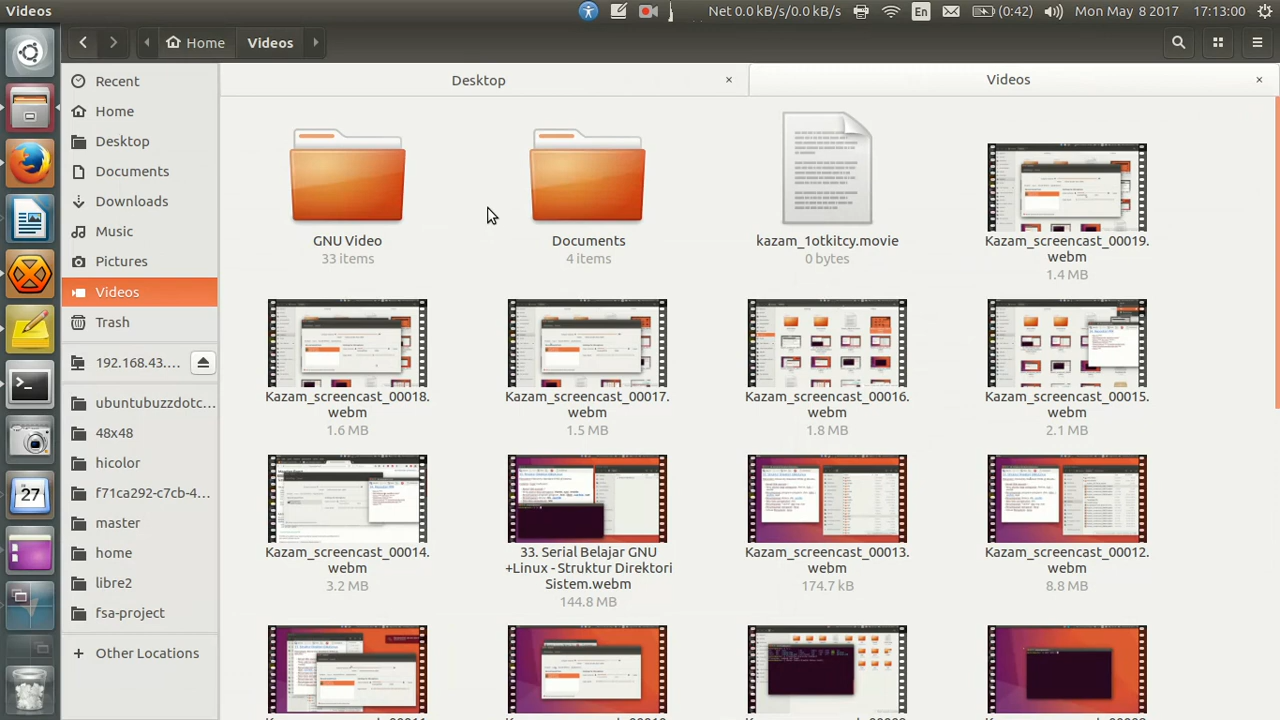 Videos
Net 0.0 kB/s/0.0 kB/s
En
(0:42)
Mon May 8 2017
17:13:00
Home
Videos
Desktop
Videos
Recent
Home
Desktop
Documents
Downloads
Music
Pictures
Videos
Trash
192.168.43....
ubuntubuzzdotc...
48x48
hicolor
f7fca292-c7cb-4...
master
home
libre2
fsa-project
Other Locations
27
GNU Video
33 items
Documents
4 items
kazam_1otkitcy.movie
0 bytes
Kazam_screencast_00019.
webm
1.4 MB
Kazam_screencast_00018.
webm
1.6 MB
Kazam_screencast_00017.
webm
1.5 MB
Kazam_screencast_00016.
webm
1.8 MB
Kazam_screencast_00015.
webm
2.1 MB
Kazam_screencast_00014.
webm
3.2 MB
33. Serial Belajar GNU
+Linux - Struktur Direktori
Sistem.webm
144.8 MB
Kazam_screencast_00013.
webm
174.7 kB
Kazam_screencast_00012.
webm
8.8 MB